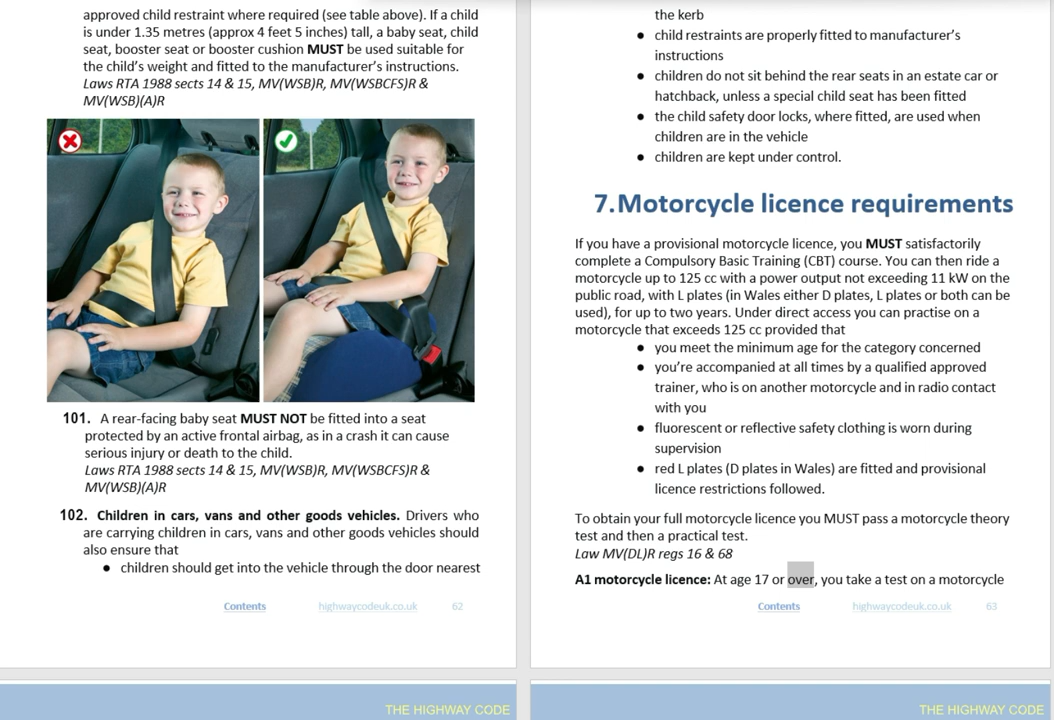 approved child restraint where required (see table above). If a child
is under 1.35 metres (approx 4 feet 5 inches) tall, a baby seat, child
seat, booster seat or booster cushion MUST be used suitable for
the child's weight and fitted to the manufacturer's instructions.
Laws RTA 1988 sects 14 & 15, MV(WSB)R, MV(WSBCFS)R &
MV(WSB)(A)R
101. A rear-facing baby seat MUST NOT be fitted into a seat
protected by an active frontal airbag, as in a crash it can cause
serious injury or death to the child.
Laws RTA 1988 sects 14 & 15, MV(WSB)R, MV(WSBCFS)R &
MV(WSB)(A)R
102. Children in cars, vans and other goods vehicles. Drivers who
are carrying children in cars, vans and other goods vehicles should
also ensure that
• children should get into the vehicle through the door nearest
Contents highwaycodeuk.co.uk 62
the kerb
• child restraints are properly fitted to manufacturer's
instructions
• children do not sit behind the rear seats in an estate car or
hatchback, unless a special child seat has been fitted
• the child safety door locks, where fitted, are used when
children are in the vehicle
• children are kept under control.
7. Motorcycle licence requirements
If you have a provisional motorcycle licence, you MUST satisfactorily
complete a Compulsory Basic Training (CBT) course. You can then ride a
motorcycle up to 125 cc with a power output not exceeding 11 kW on the
public road, with L plates (in Wales either D plates, L plates or both can be
used), for up to two years. Under direct access you can practise on a
motorcycle that exceeds 125 cc provided that
• you meet the minimum age for the category concerned
• you're accompanied at all times by a qualified approved
trainer, who is on another motorcycle and in radio contact
with you
• fluorescent or reflective safety clothing is worn during
supervision
• red L plates (D plates in Wales) are fitted and provisional
licence restrictions followed.
To obtain your full motorcycle licence you MUST pass a motorcycle theory
test and then a practical test.
Law MV(DL)R regs 16 & 68
A1 motorcycle licence: At age 17 or over, you take a test on a motorcycle
Contents highwaycodeuk.co.uk 63
THE HIGHWAY CODE
THE HIGHWAY CODE